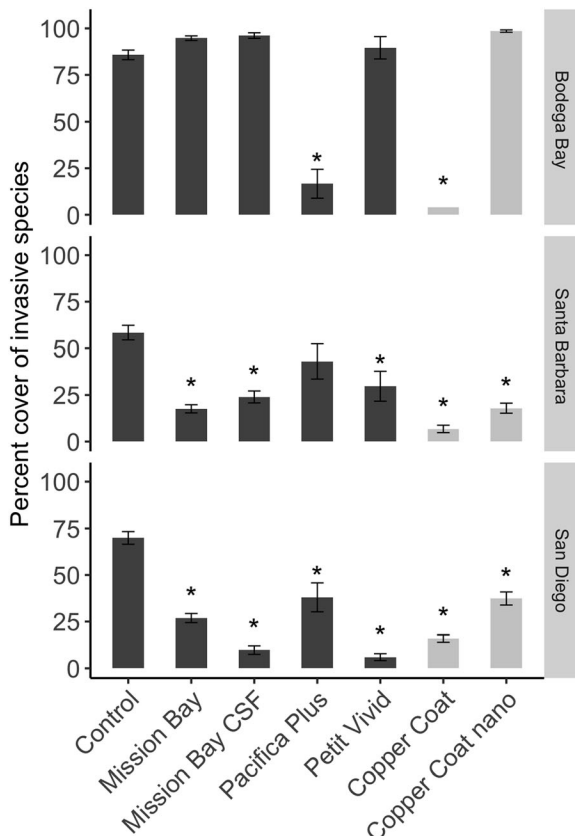 Percent cover of invasive species
100
75
50
25
0
*
*
Bodega Bay
100
75
50
25
0
*
*
*
*
*
Santa Barbara
100
75
50
25
0
*
*
*
*
*
*
San Diego
Control
Mission Bay
Mission Bay CSF
Pacifica Plus
Petit Vivid
Copper Coat
Copper Coat nano